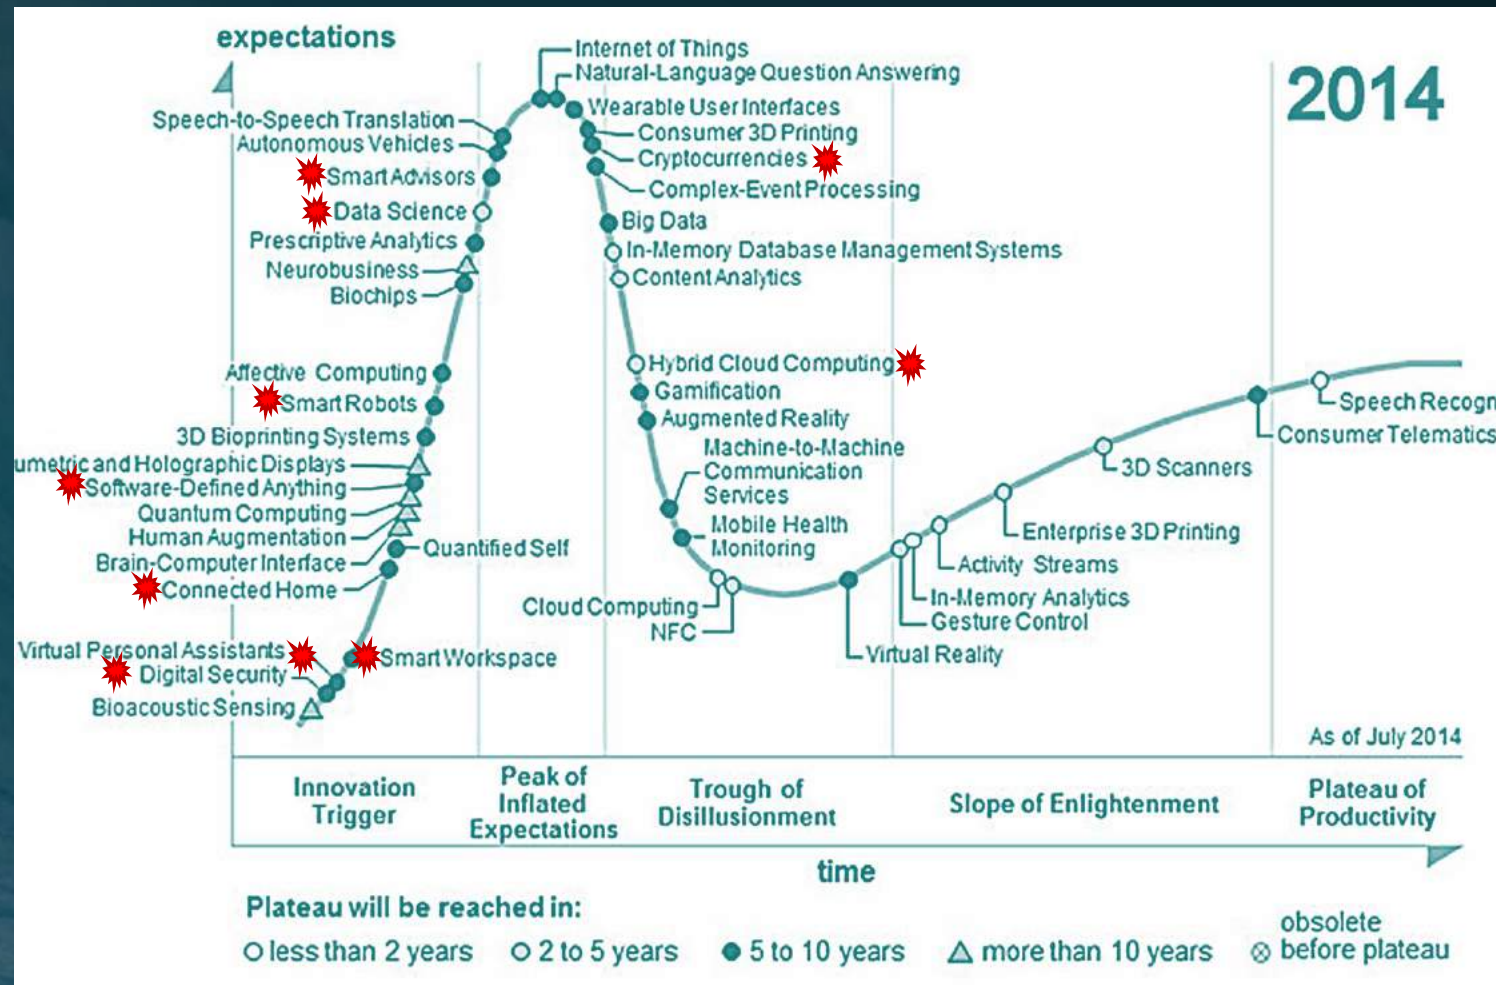 expectations
2014
Internet of Things
Natural-Language Question Answering
Wearable User Interfaces
Consumer 3D Printing
Cryptocurrencies
Complex-Event Processing
Big Data
In-Memory Database Management Systems
Content Analytics
Hybrid Cloud Computing
Gamification
Augmented Reality
Machine-to-Machine
Communication
Services
Mobile Health
Monitoring
Speech-to-Speech Translation
Autonomous Vehicles
Smart Advisors
Data Science
Prescriptive Analytics
Neurobusiness
Biochips
Affective Computing
Smart Robots
3D Bioprinting Systems
umetric and Holographic Displays
Software-Defined Anything
Quantum Computing
Human Augmentation
Brain-Computer Interface
Quantified Self
Connected Home
Virtual Personal Assistants
Smart Workspace
Digital Security
Bioacoustic Sensing
Cloud Computing
NFC
Virtual Reality
Gesture Control
In-Memory Analytics
Activity Streams
Enterprise 3D Printing
3D Scanners
Consumer Telematics
Speech Recogn
As of July 2014
Innovation
Trigger
Peak of
Inflated
Expectations
Trough of
Disillusionment
Slope of Enlightenment
Plateau of
Productivity
time
Plateau will be reached in:
less than 2 years
2 to 5 years
5 to 10 years
more than 10 years
obsolete
before plateau